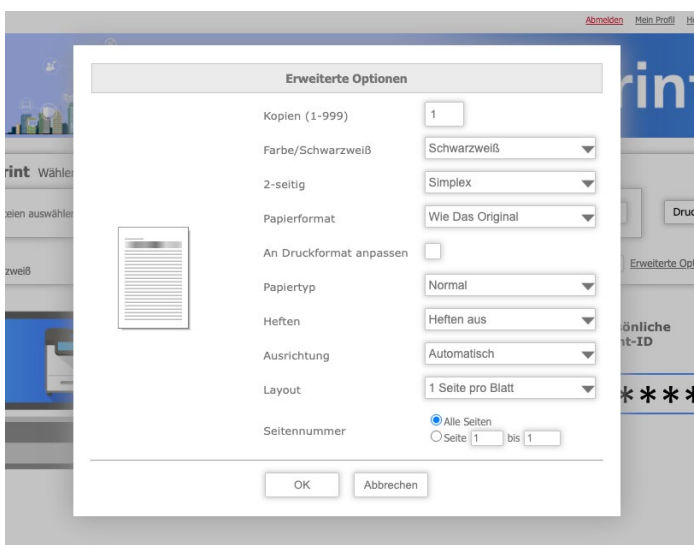 Abmelden Mein Profil
rint
Erweiterte Optionen
Kopien (1-999) 1
Farbe/Schwarzweiß Schwarzweiß
rint Wähle
2-seitig Simplex
Papierformat Wie Das Original
eien auswähler
Druc
An Druckformat anpassen
Erweiterte Opt
zweiß
Papiertyp Normal
Heften Heften aus
önliche
nt-ID
Ausrichtung Automatisch
Layout 1 Seite pro Blatt
****
Seitennummer Alle Seiten
Seite 1 bis 1
OK Abbrechen